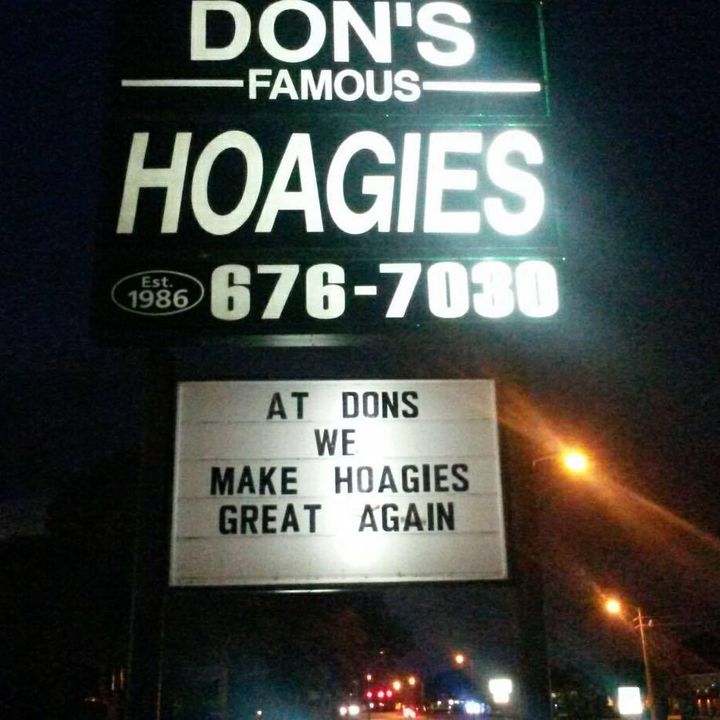 DON'S
FAMOUS
HOAGIES
Est.
1986
676-7030
AT DONS
WE
MAKE HOAGIES
GREAT AGAIN